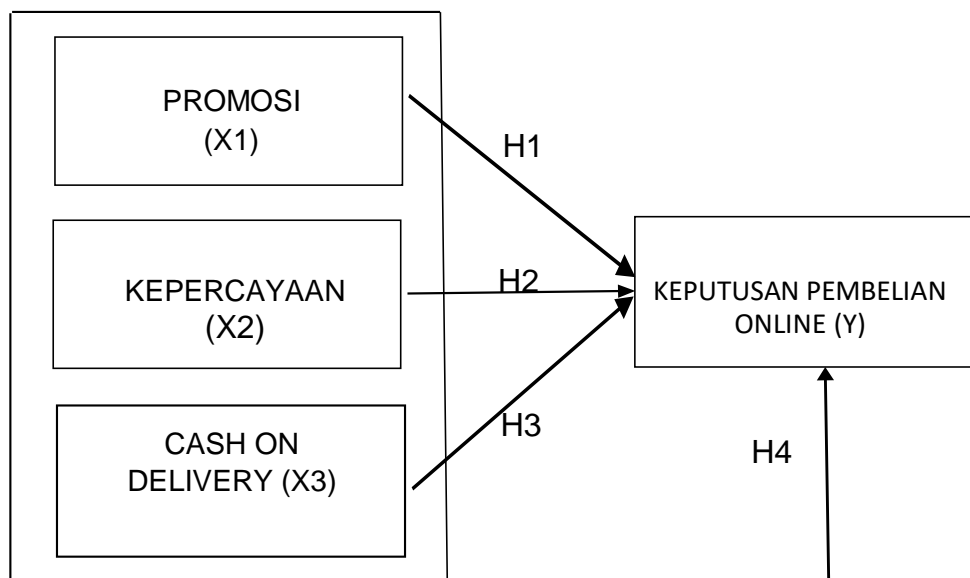 PROMOSI
(X1)
H1
KEPERCAYAAN
(X2)
H2
KEPUTUSAN PEMBELIAN
ONLINE (Y)
CASH ON
DELIVERY (X3)
H3
H4